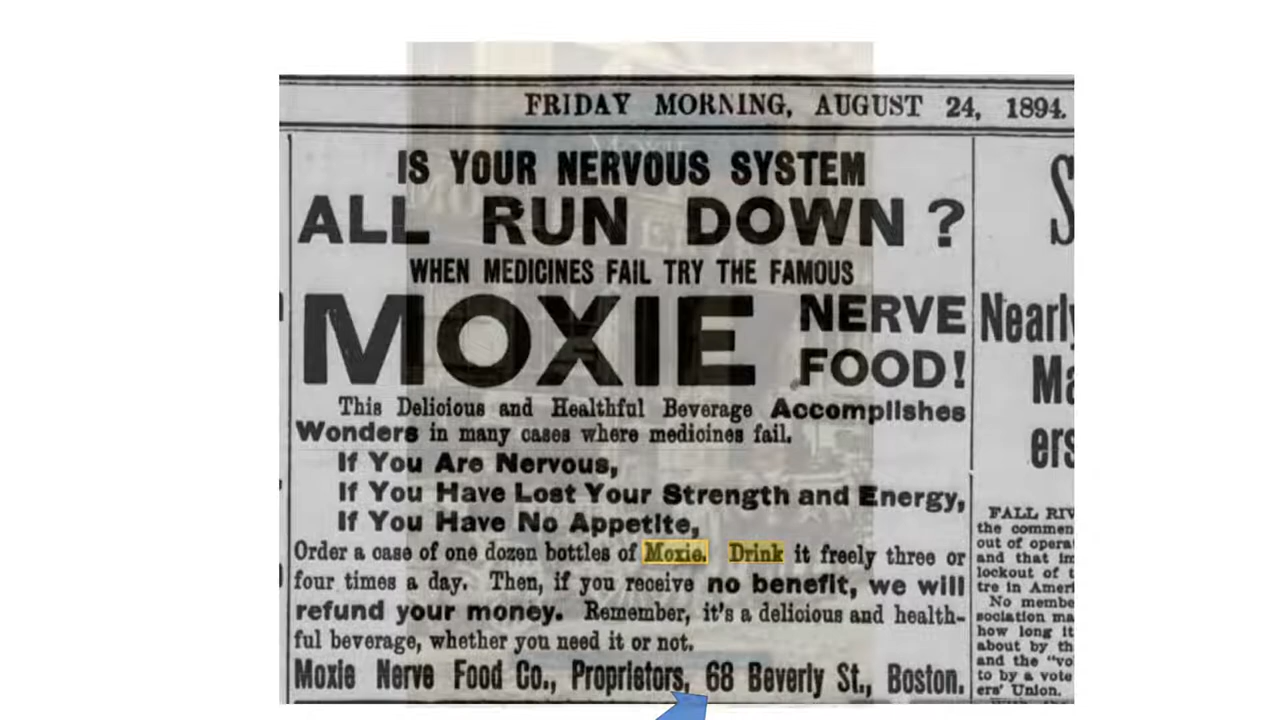 FRIDAY MORNING, AUGUST 24, 1894.
IS YOUR NERVOUS SYSTEM
ALL RUN DOWN?
WHEN MEDICINES FAIL TRY THE FAMOUS
MOXIE NERVE
FOOD!
This Delicious and Healthful Beverage Accomplishes
Wonders in many cases where medicines fail.
If You Are Nervous,
If You Have Lost Your Strength and Energy,
If You Have No Appetite,
Order a case of one dozen bottles of Moxie. Drink it freely three or
four times a day. Then, if you receive no benefit, we will
refund your money. Remember, it's a delicious and health-
ful beverage, whether you need it or not.
Moxie Nerve Food Co., Proprietors, 68 Beverly St., Boston.
Nearly
Ma
ers
FALL RIV
the commen
out of opera
and that im
lockout of t
tre in Ameri
No membe
sociation ma
how long it
about by th
and the "vo
to by a vote
ers' Union.